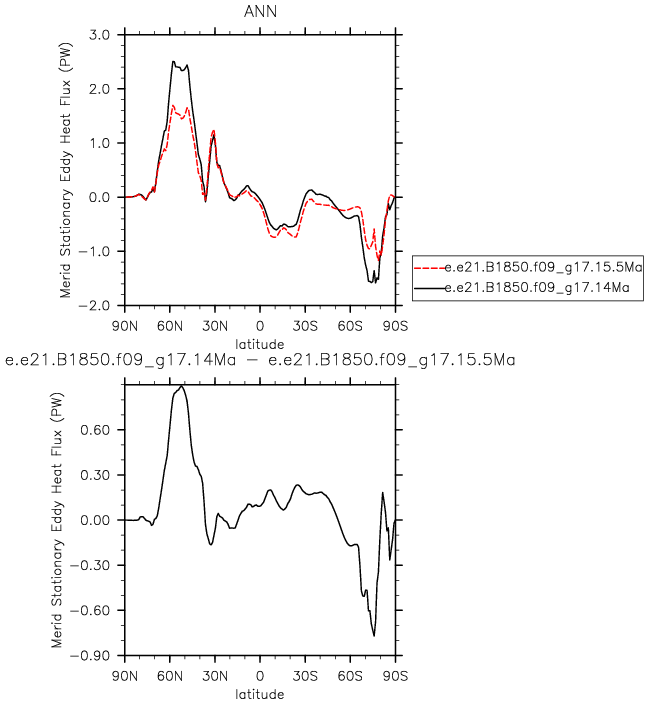 ANN
Merid Stationary Eddy Heat Flux (PW)
3.0
2.0
1.0
0.0
−1.0
−2.0
90N 60N 30N 0 30S 60S 90S
latitude
e.e21.B1850.f09_g17.15.5Ma
e.e21.B1850.f09_g17.14Ma
e.e21.B1850.f09_g17.14Ma − e.e21.B1850.f09_g17.15.5Ma
Merid Stationary Eddy Heat Flux (PW)
0.60
0.30
0.00
−0.30
−0.60
−0.90
90N 60N 30N 0 30S 60S 90S
latitude